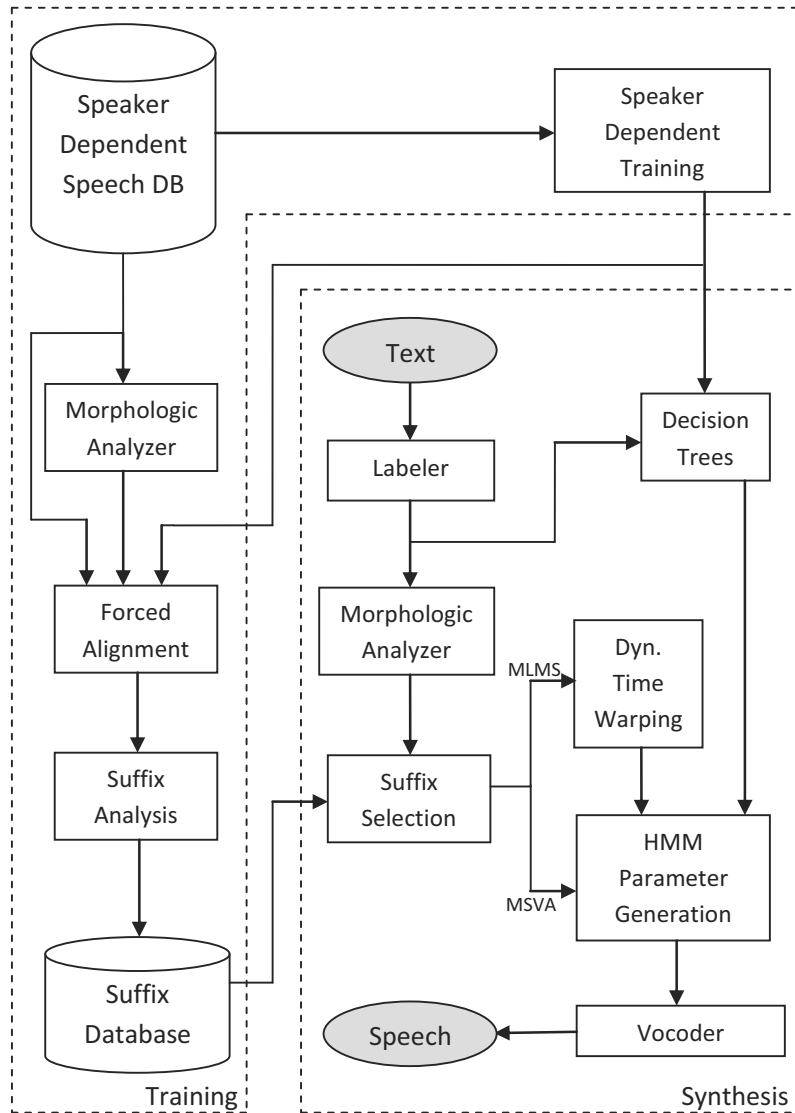 Speaker
Dependent
Speech DB
Speaker
Dependent
Training
Text
Morphologic
Analyzer
Decision
Trees
Labeler
Forced
Alignment
Morphologic
Analyzer
MLMS
Dyn.
Time
Warping
Suffix
Analysis
Suffix
Selection
HMM
Parameter
Generation
MSVA
Suffix
Database
Speech
Vocoder
Training
Synthesis